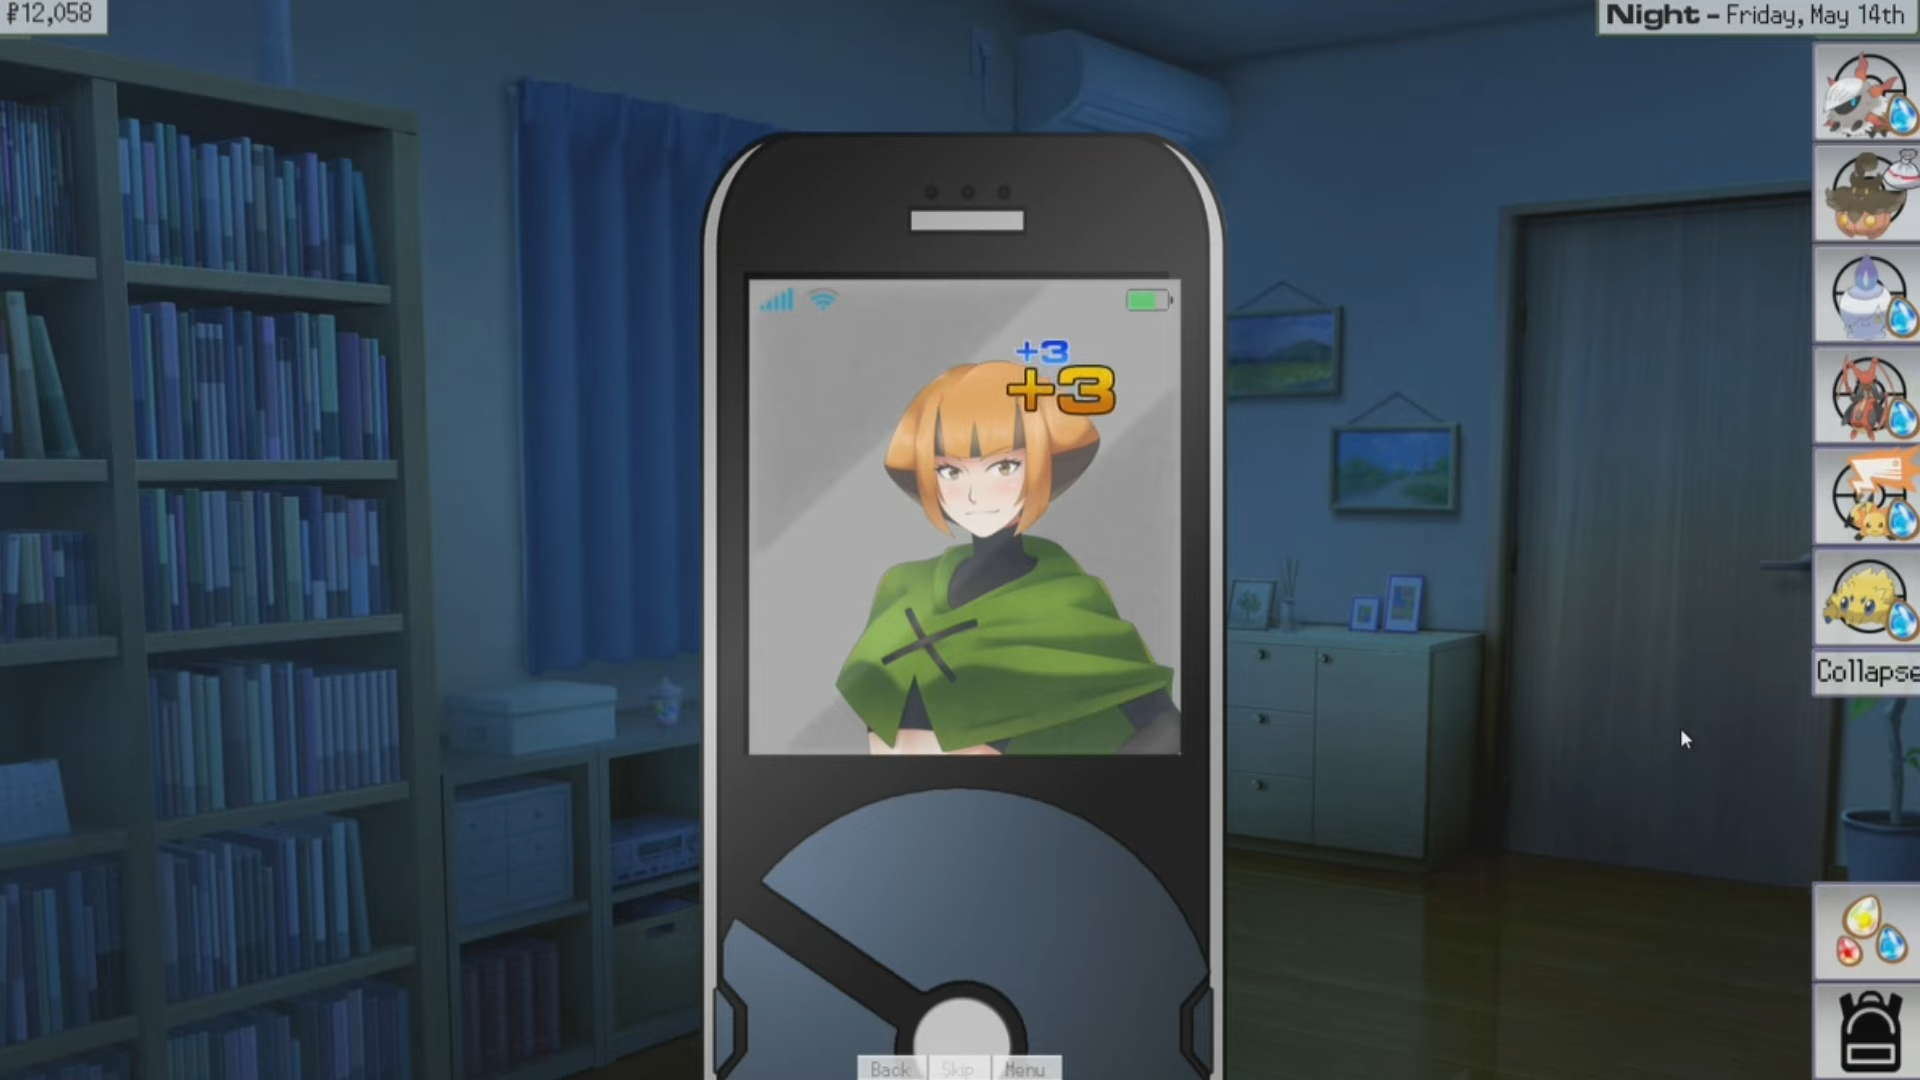 ₽12,058
Night – Friday, May 14th
+3
+3
Collapse
Back
Skip
Menu